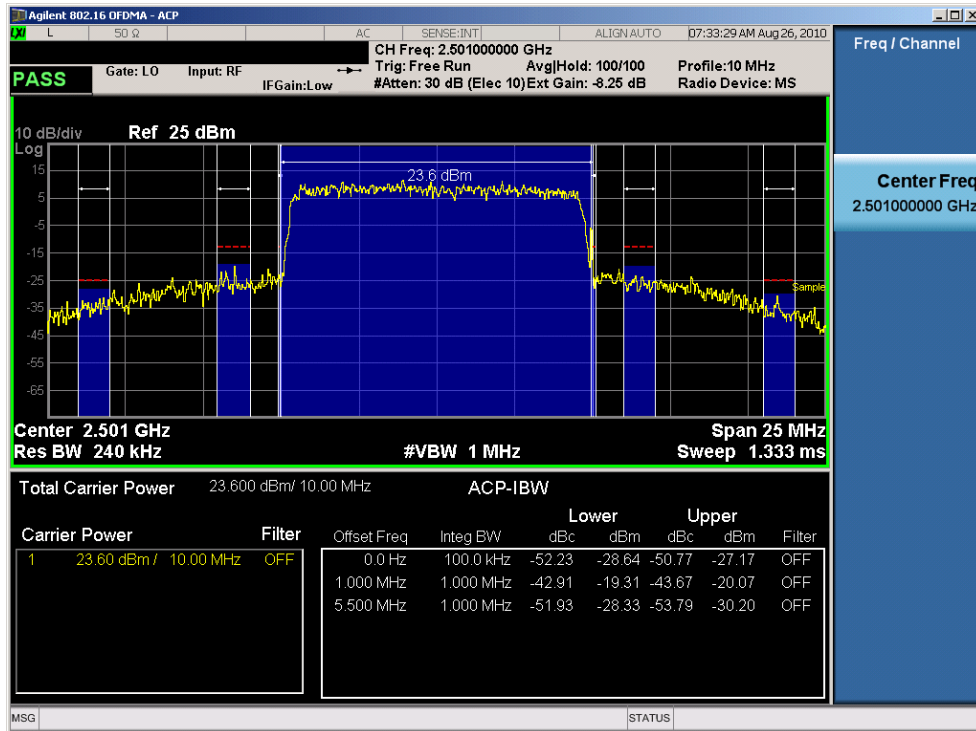 Agilent 802.16 OFDMA - ACP
LXI L 50 Ω AC SENSE:INT ALIGN AUTO 07:33:29 AM Aug 26, 2010
CH Freq: 2.501000000 GHz
PASS Gate: LO Input: RF Trig: Free Run Avg|Hold: 100/100 Profile:10 MHz
IFGain:Low #Atten: 30 dB (Elec 10) Ext Gain: -8.25 dB Radio Device: MS
10 dB/div Ref 25 dBm
Log
15
5
-5
-15
-25
-35
-45
-55
-65
23.6 dBm
Sample
Center 2.501 GHz Span 25 MHz
Res BW 240 kHz #VBW 1 MHz Sweep 1.333 ms
Total Carrier Power 23.600 dBm/ 10.00 MHz ACP-IBW
Lower Upper
Carrier Power Filter Offset Freq Integ BW dBc dBm dBc dBm Filter
1 23.60 dBm / 10.00 MHz OFF 0.0 Hz 100.0 kHz -52.23 -28.64 -50.77 -27.17 OFF
1.000 MHz 1.000 MHz -42.91 -19.31 -43.67 -20.07 OFF
5.500 MHz 1.000 MHz -51.93 -28.33 -53.79 -30.20 OFF
MSG STATUS
Freq / Channel
Center Freq
2.501000000 GHz